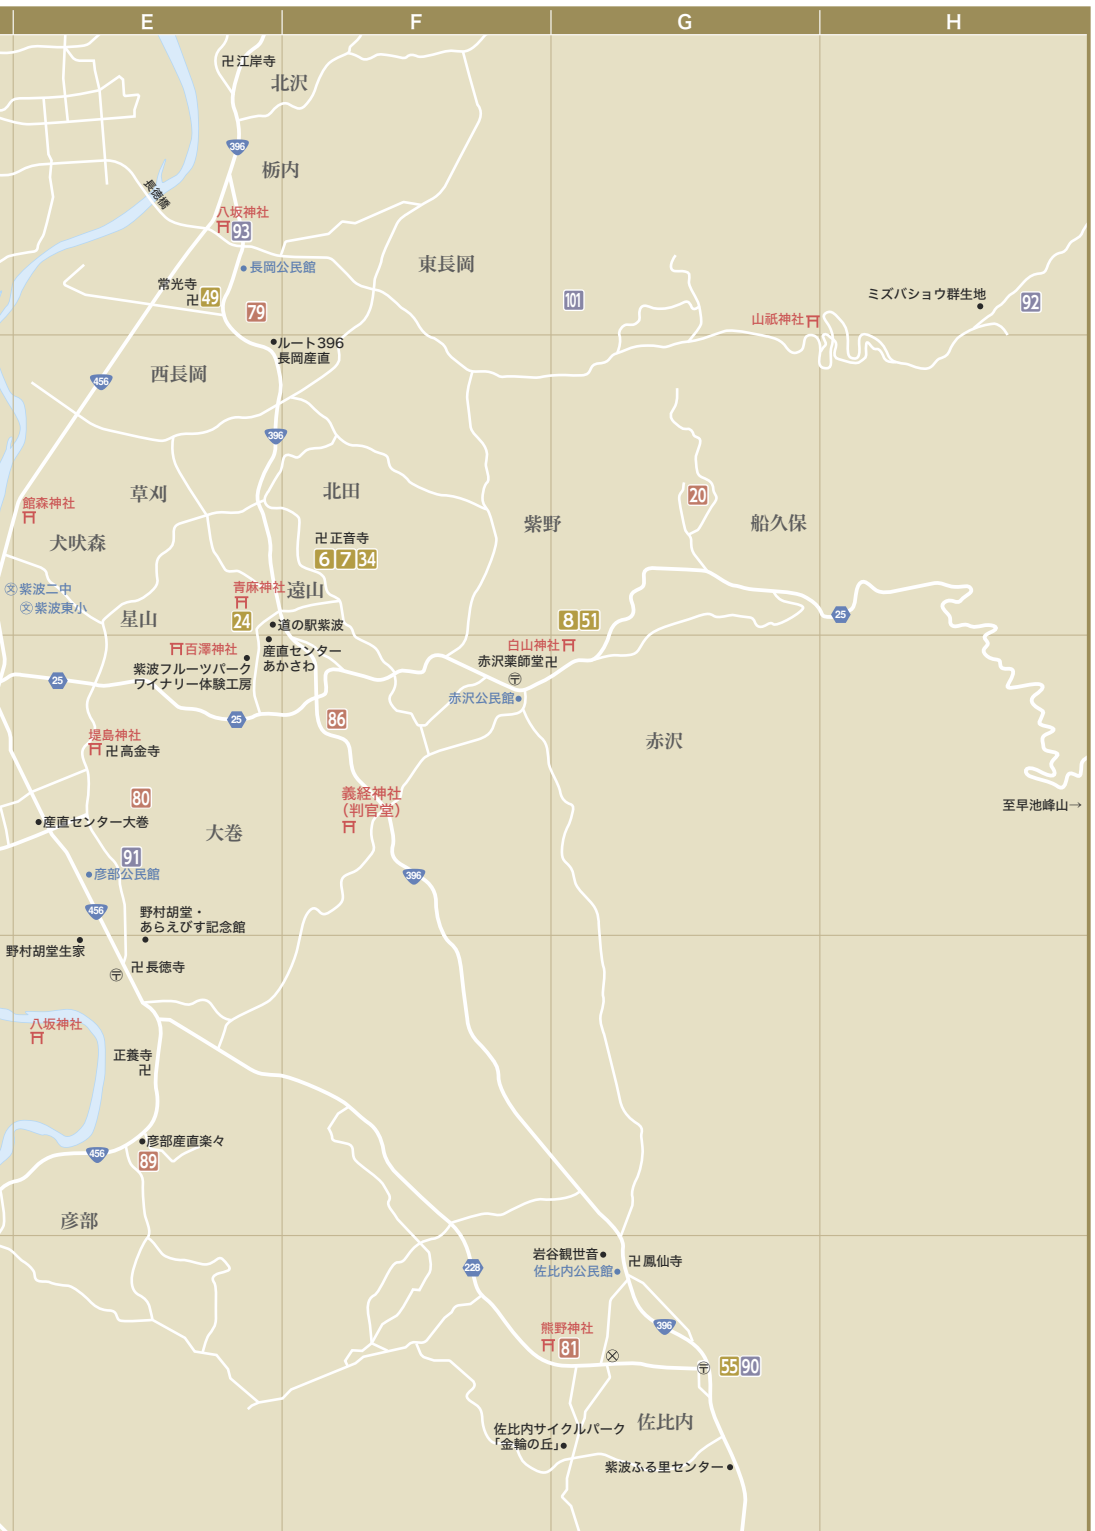 E F G H
卍江岸寺
北沢
396
栃内
長徳橋
八坂神社
93
東長岡
長岡公民館
常光寺
卍 49
79
101
ミズバショウ群生地
92
山祇神社
ルート396
長岡産直
西長岡
456
396
草刈
北田
20
館森神社
紫野
船久保
犬吠森
卍正音寺
6 7 34
㊫紫波二中
㊫紫波東小
青麻神社
遠山
星山
24
道の駅紫波
8 51
25
百澤神社
産直センター
あかさわ
白山神社
赤沢薬師堂卍
紫波フルーツパーク
ワイナリー体験工房
〶
25
赤沢公民館
25
86
堤島神社
卍高金寺
赤沢
80
義経神社
（判官堂）
至早池峰山→
産直センター大巻
大巻
91
彦部公民館
396
456
野村胡堂・
あらえびす記念館
野村胡堂生家
卍長徳寺
〶
八坂神社
正養寺
卍
彦部産直楽々
456
89
彦部
岩谷観世音
卍鳳仙寺
228
佐比内公民館
熊野神社
81
396
〶
55 90
佐比内
佐比内サイクルパーク
「金輪の丘」
紫波ふる里センター